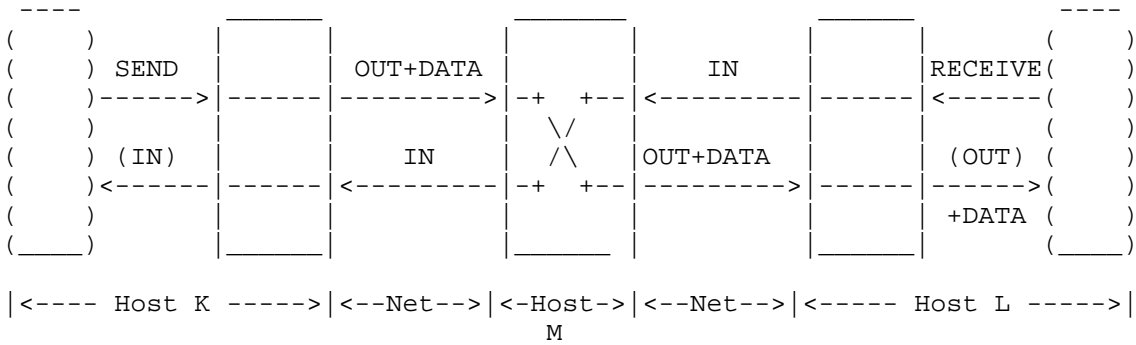 SEND OUT+DATA IN RECEIVE
(IN) IN OUT+DATA (OUT)
+DATA
|<---- Host K ----->|<--Net-->|<-Host->|<--Net-->|<----- Host L ----->|
M